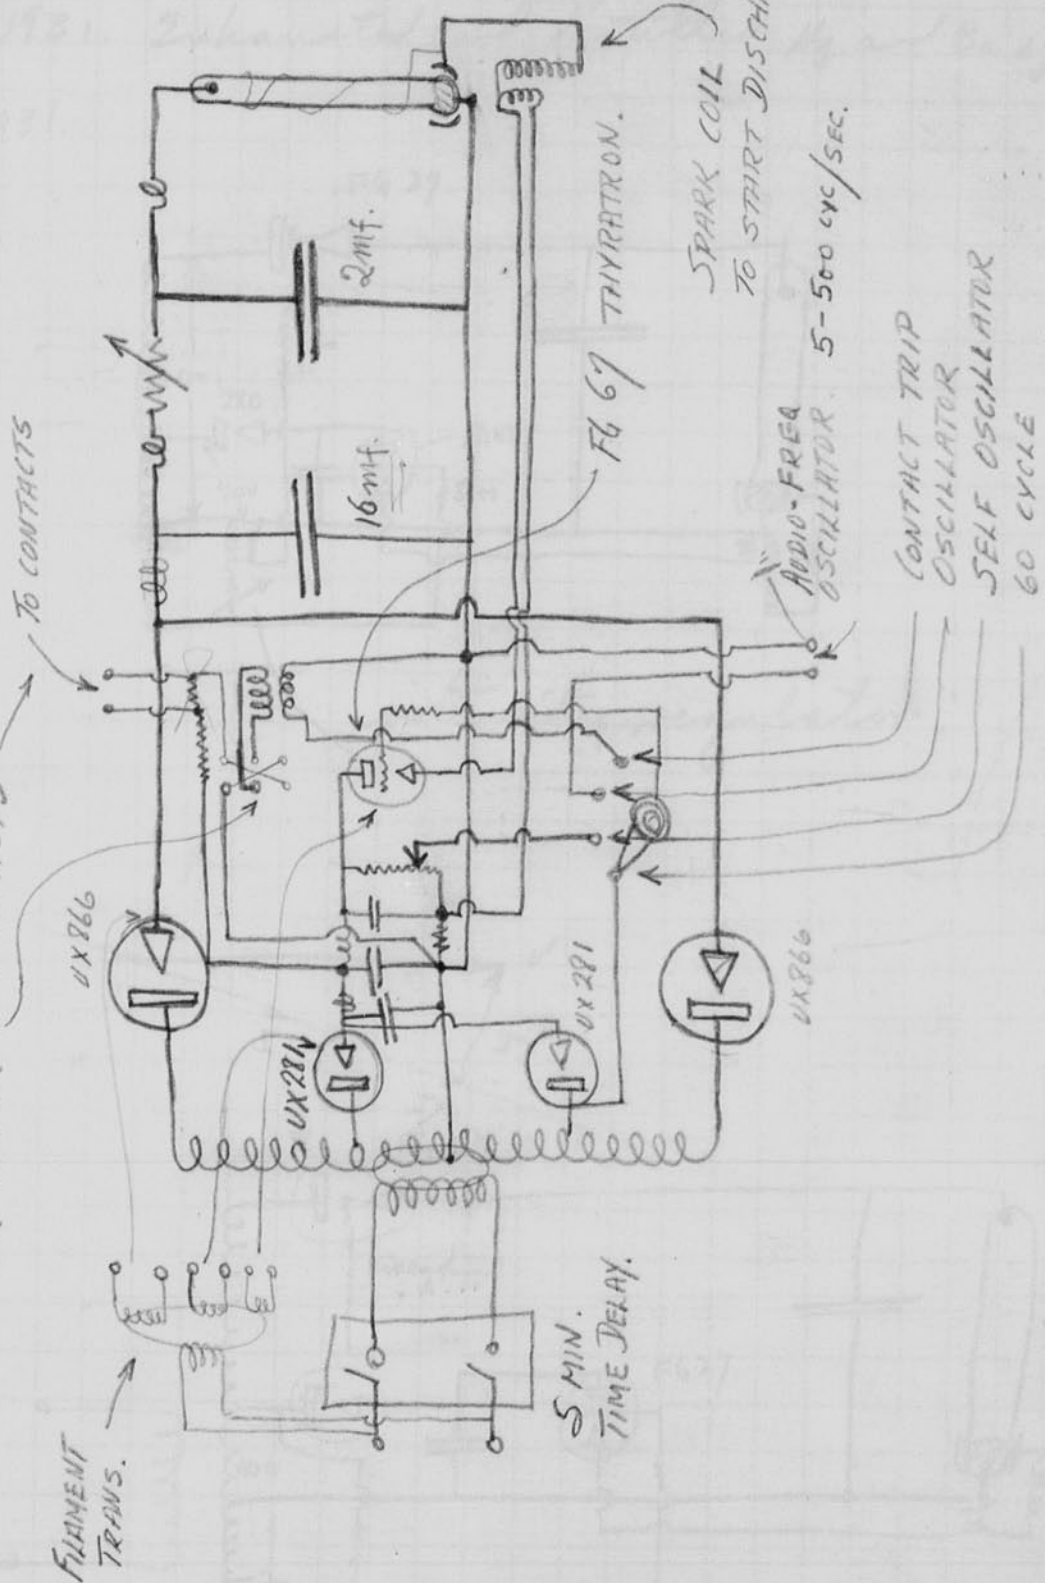 To CONTACTS
FILAMENT
TRANS.
UX866
UX281
UX281
UX866
5 MIN.
TIME DELAY.
16mf.
2mf.
FG 67 THYRATRON.
SPARK COIL
TO START
AUDIO-FREQ
OSCILLATOR.
5-500 cyc/SEC.
CONTACT TRIP
OSCILLATOR
SELF OSCILLATOR
60 CYCLE